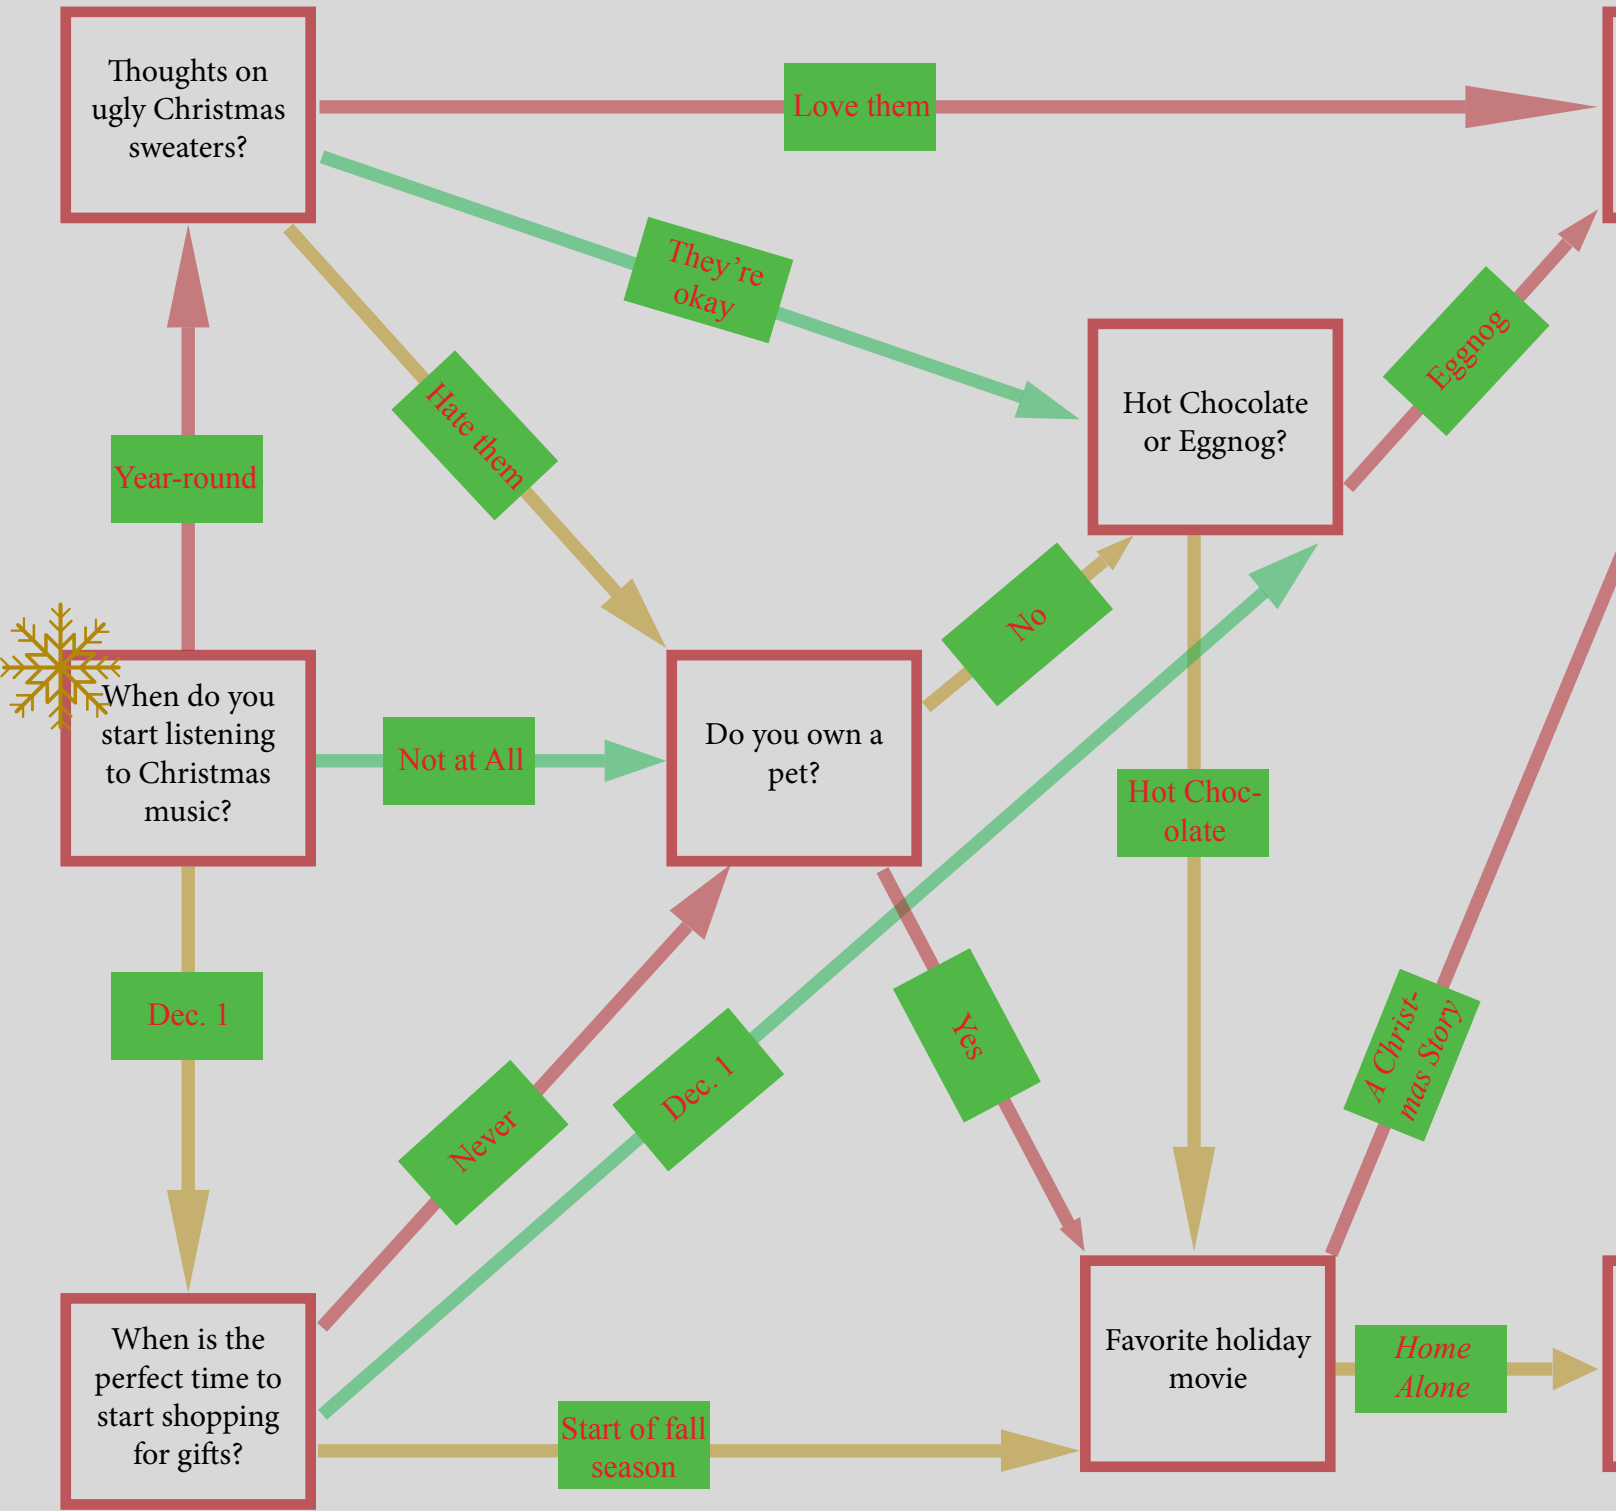 Thoughts on
ugly Christmas
sweaters?
Love them
They're
okay
Hate them
Eggnog
Hot Chocolate
or Eggnog?
Year-round
No
When do you
start listening
to Christmas
music?
Not at All
Do you own a
pet?
Hot Choc-
olate
Dec. 1
Yes
A Christ-
mas Story
Dec. 1
Never
When is the
perfect time to
start shopping
for gifts?
Start of fall
season
Favorite holiday
movie
Home
Alone